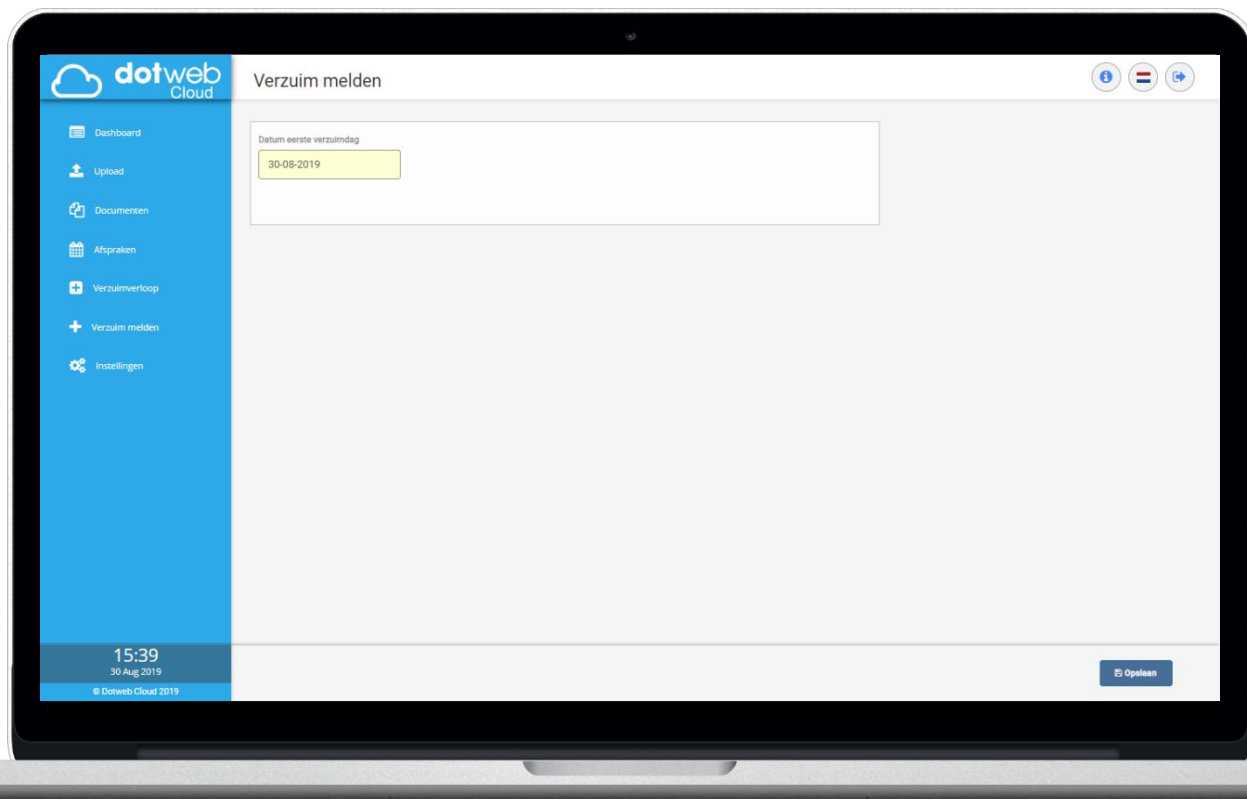 dotweb
Cloud
Verzuim melden
Dashboard
Upload
Documenten
Afspraken
Verzuimverloop
Verzuim melden
Instellingen
Datum eerste verzuimdag
30-08-2019
15:39
30 Aug 2019
© Dotweb Cloud 2019
Opslaan